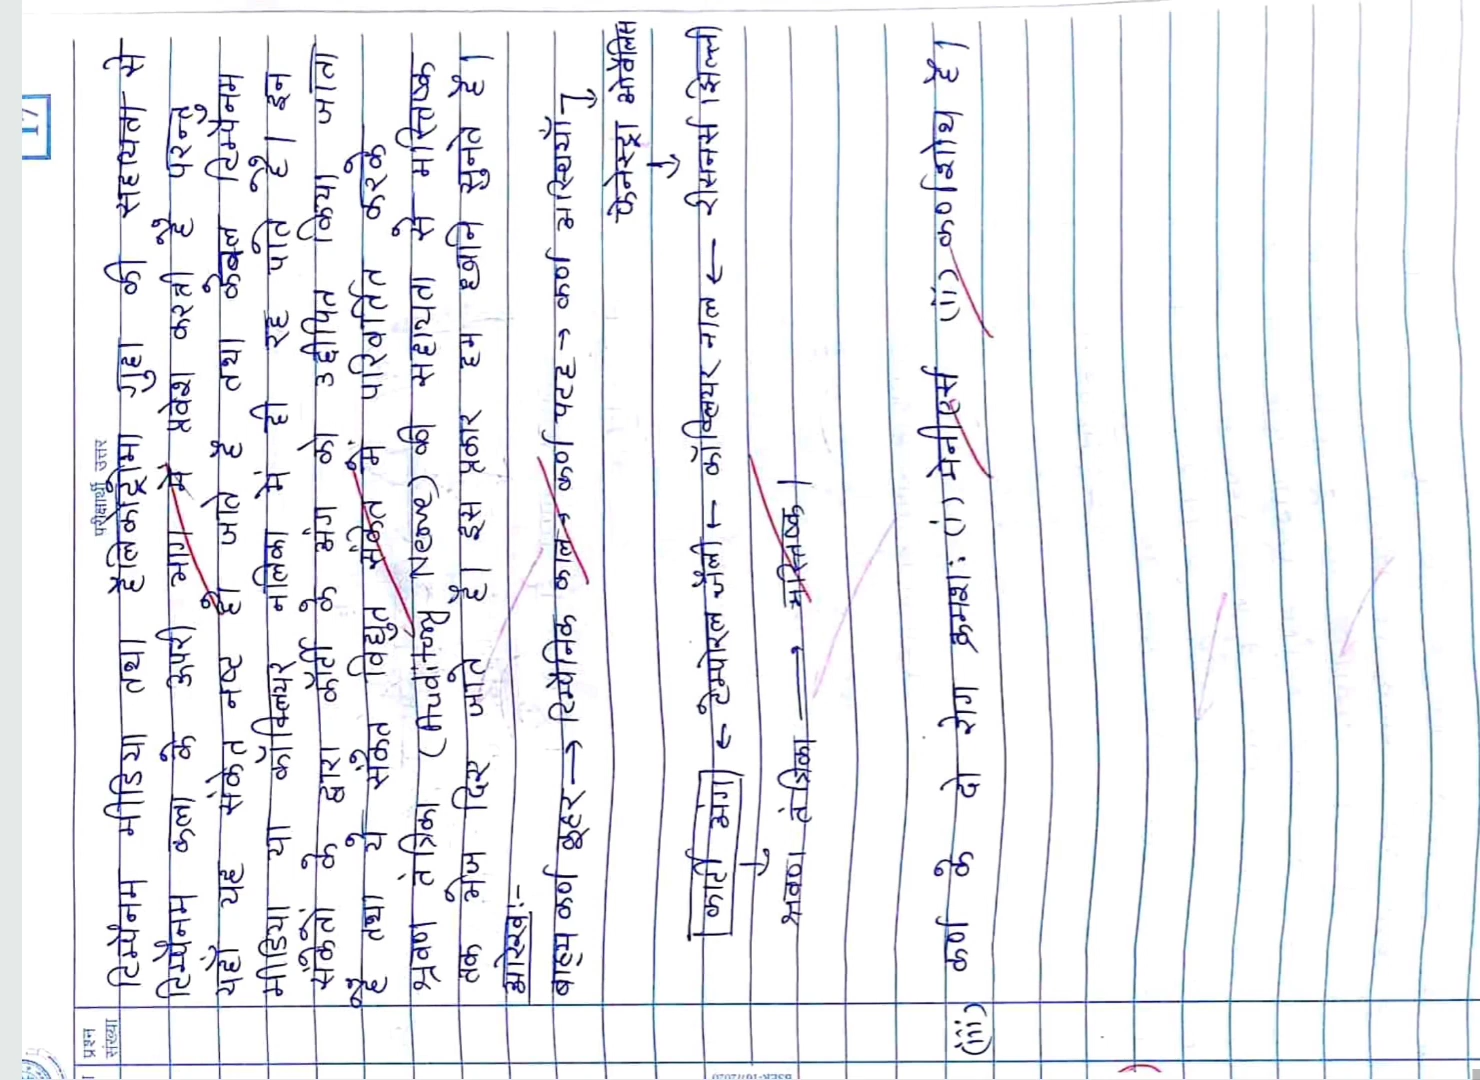 17
प्रश्न संख्या
परीक्षार्थी उत्तर
टिम्पैनम मीडिया तथा हैलिकोट्रीमा गुहा की सहायता से
टिम्पैनम कला के ऊपरी भाग में प्रवेश करती है परन्तु
यहाँ यह संकेत नष्ट हो जाते है तथा केवल टिम्पेनम
मीडिया या कॉक्लियर नलिका में ही रह पाते है। इन
संकेतों के द्वारा कॉर्ती के अंग को उद्दीपित किया जाता
है तथा ये संकेत विद्युत संकेत में परिवर्तित करके
श्रवण तंत्रिका (Auditory Nerve) की सहायता से मस्तिष्क
तक भेज दिए जाते है। इस प्रकार हम ध्वनि सुनते है।
आरेख:-
बाह्य कर्ण कुहर → टिम्पैनिक काल → कर्ण पटह → कर्ण अस्थियाँ
↓
फेनेस्ट्रा ओवेलिस
↓
कार्ती अंग ← टेम्पोरल जैली ← कॉक्लियर नाल ← रीसनर्स झिल्ली
↓
श्रवण तंत्रिका → मस्तिष्क।
(iii) कर्ण के दो रोग क्रमशः (i) मेनीएर्स (ii) कर्णशोथ है।